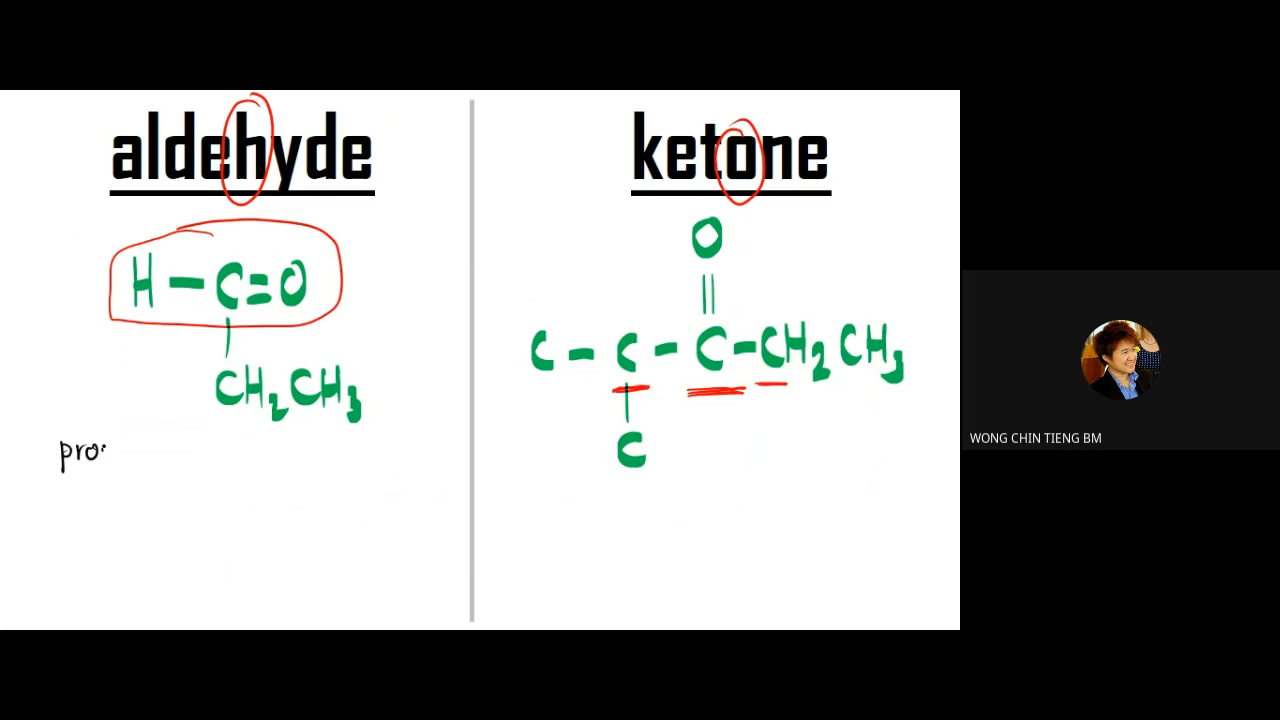 aldehyde
H - C = O
CH2CH3
pro
ketone
O
||
C - C - C - CH2CH3
C
WONG CHIN TIENG BM